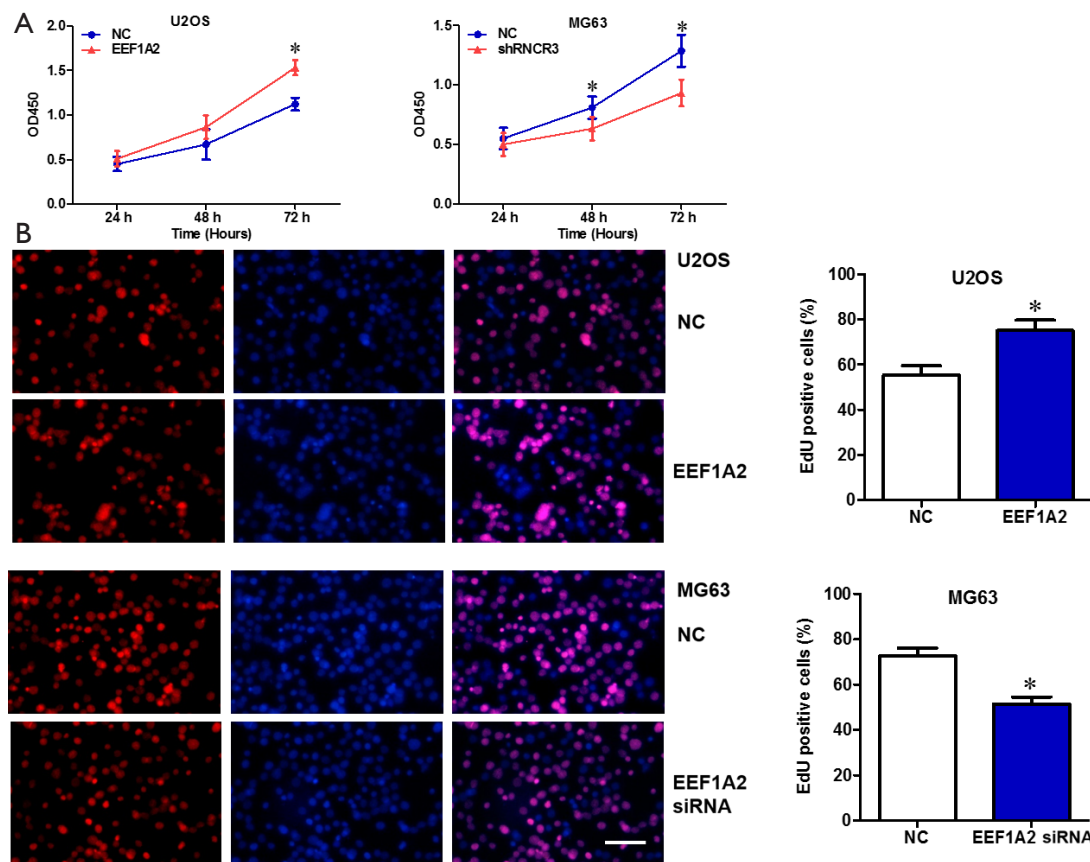 A
U2OS
NC
EEF1A2
OD450
2.0
1.5
1.0
0.5
0.0
*
24 h 48 h 72 h
Time (Hours)
MG63
NC
shRNCR3
OD450
1.5
1.0
0.5
0.0
*
*
24 h 48 h 72 h
Time (Hours)
B
U2OS
NC
EEF1A2
MG63
NC
EEF1A2
siRNA
U2OS
EdU positive cells (%)
100
80
60
40
20
0
*
NC EEF1A2
MG63
EdU positive cells (%)
100
80
60
40
20
0
*
NC EEF1A2 siRNA